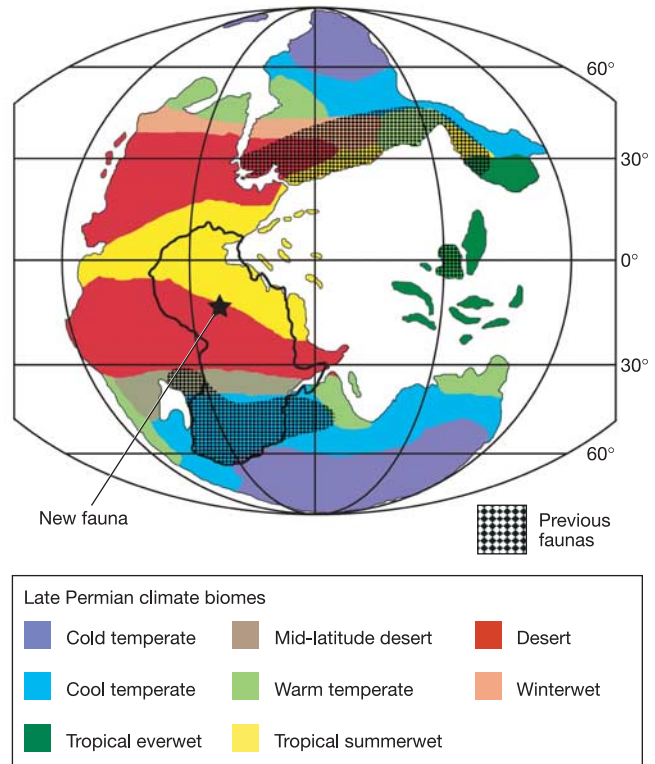 60°
30°
0°
30°
60°
New fauna
Previous
faunas
Late Permian climate biomes
Cold temperate
Mid-latitude desert
Desert
Cool temperate
Warm temperate
Winterwet
Tropical everwet
Tropical summerwet